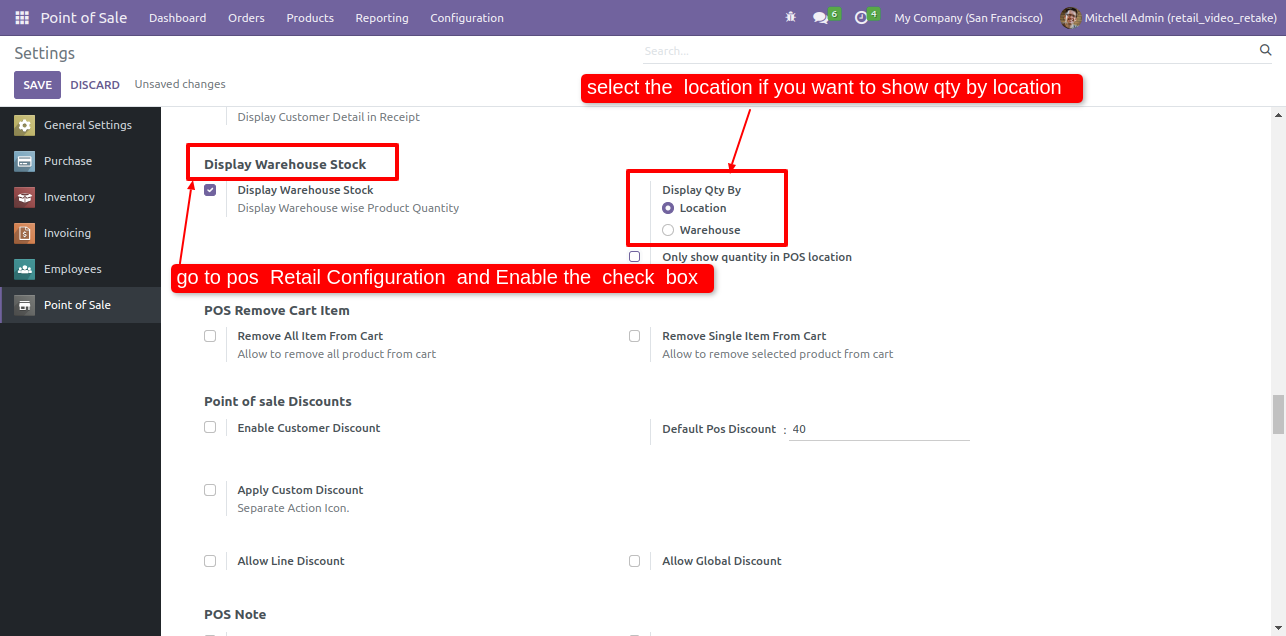 Point of Sale Dashboard Orders Products Reporting Configuration 6 4 My Company (San Francisco) Mitchell Admin (retail_video_retake)
Settings
Search...
SAVE DISCARD Unsaved changes
select the location if you want to show qty by location
General Settings
Purchase
Inventory
Invoicing
Employees
Point of Sale
Display Customer Detail in Receipt
Display Warehouse Stock
Display Warehouse Stock
Display Warehouse wise Product Quantity
Display Qty By
Location
Warehouse
Only show quantity in POS location
go to pos Retail Configuration and Enable the check box
POS Remove Cart Item
Remove All Item From Cart
Allow to remove all product from cart
Remove Single Item From Cart
Allow to remove selected product from cart
Point of sale Discounts
Enable Customer Discount
Default Pos Discount : 40
Apply Custom Discount
Separate Action Icon.
Allow Line Discount
Allow Global Discount
POS Note